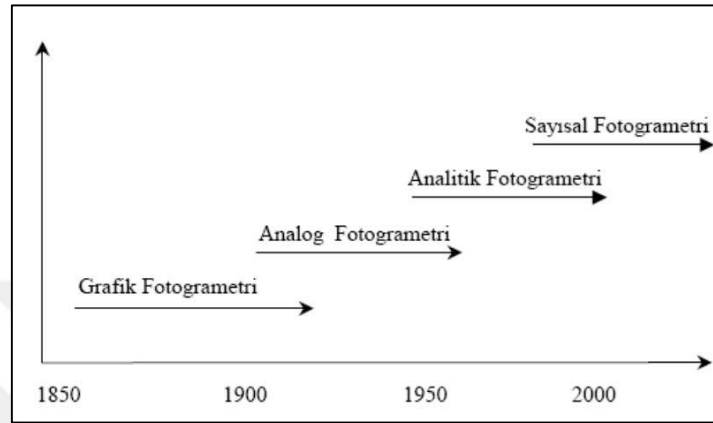 Sayısal Fotogrametri
Analitik Fotogrametri
Analog Fotogrametri
Grafik Fotogrametri
1850 1900 1950 2000